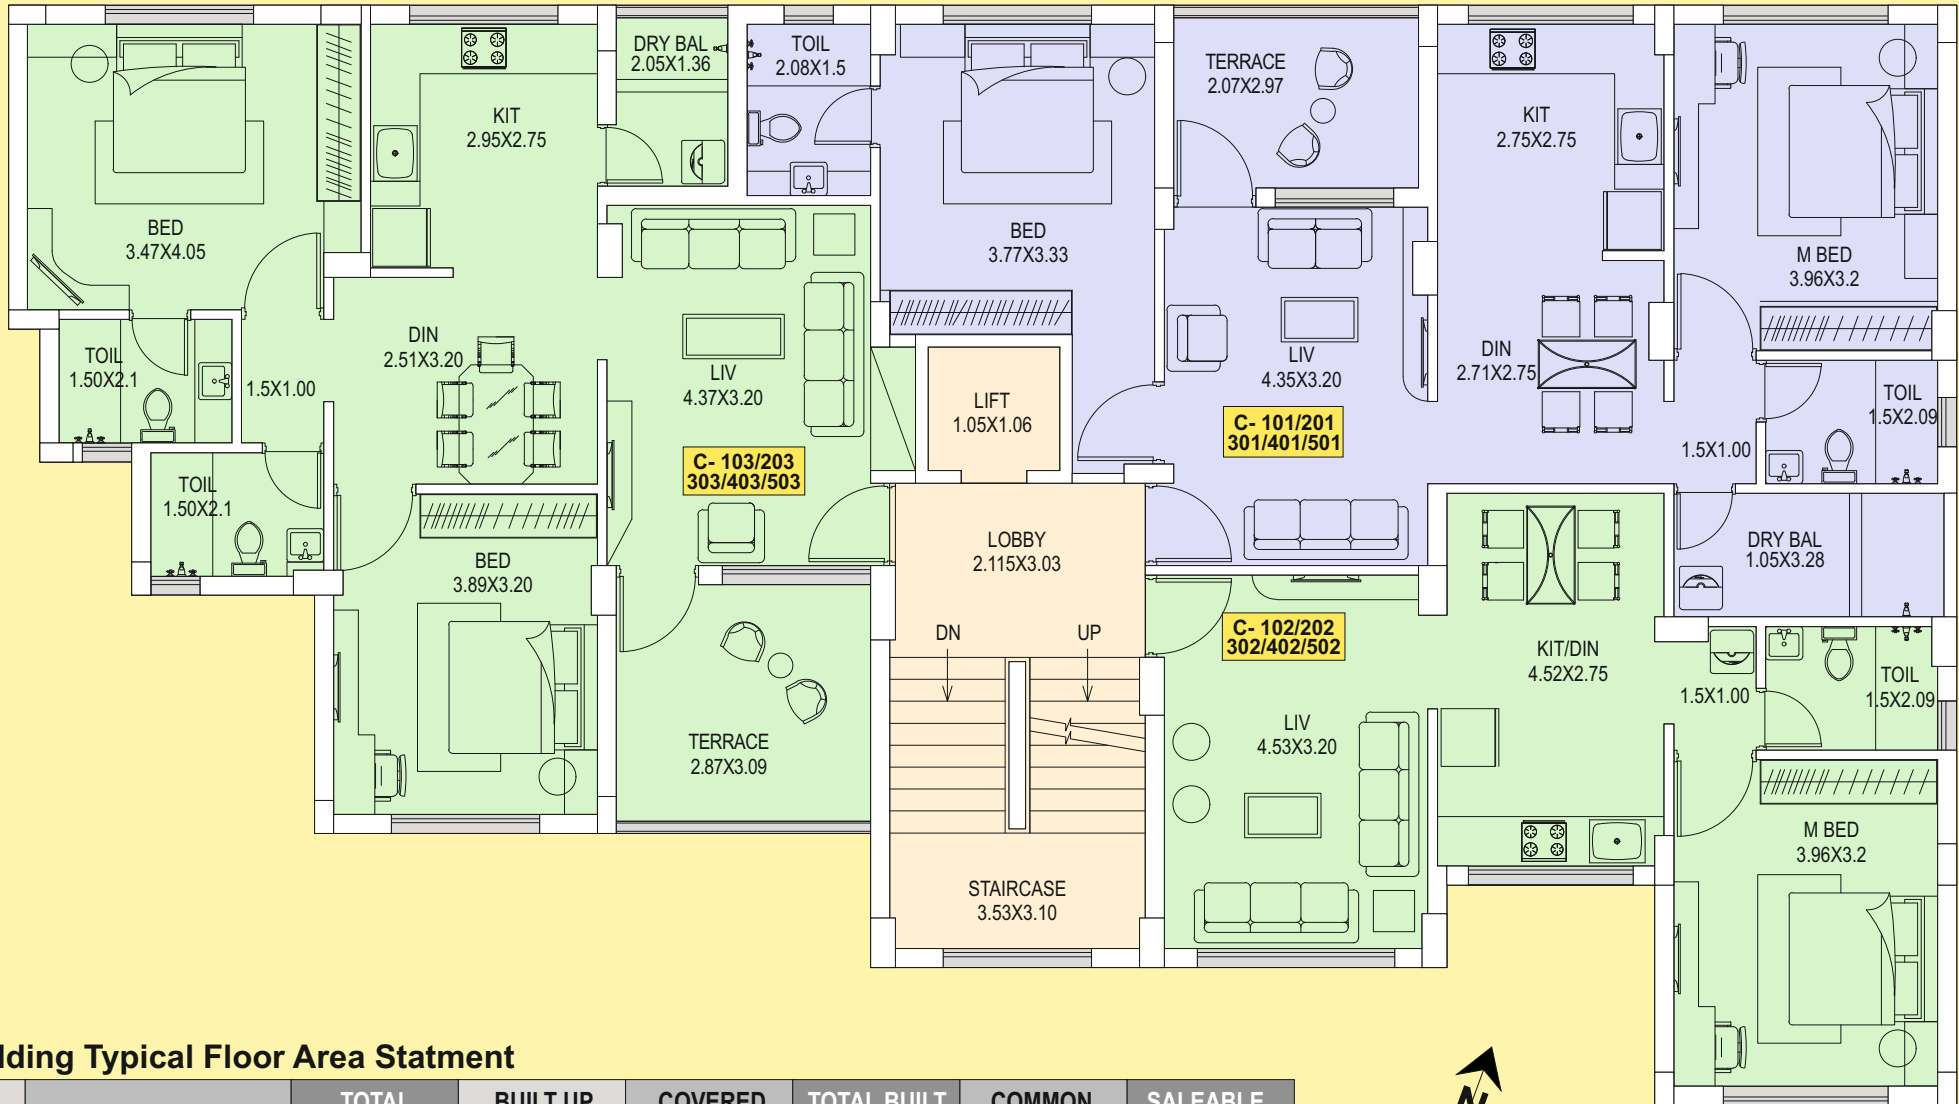 DRY BAL
2.05X1.36
TOIL
2.08X1.5
TERRACE
2.07X2.97
KIT
2.95X2.75
KIT
2.75X2.75
BED
3.47X4.05
BED
3.77X3.33
M BED
3.96X3.2
DIN
2.51X3.20
TOIL
1.50X2.1
1.5X1.00
LIV
4.37X3.20
LIFT
1.05X1.06
LIV
4.35X3.20
DIN
2.71X2.75
TOIL
1.5X2.09
C- 101/201
301/401/501
1.5X1.00
C- 103/203
303/403/503
TOIL
1.50X2.1
BED
3.89X3.20
LOBBY
2.115X3.03
DRY BAL
1.05X3.28
DN
UP
C- 102/202
302/402/502
KIT/DIN
4.52X2.75
1.5X1.00
TOIL
1.5X2.09
TERRACE
2.87X3.09
LIV
4.53X3.20
STAIRCASE
3.53X3.10
M BED
3.96X3.2
lding Typical Floor Area Statment
N
TOTAL
BUILT UP
COVERED
TOTAL BUILT
COMMON
SALEABLE